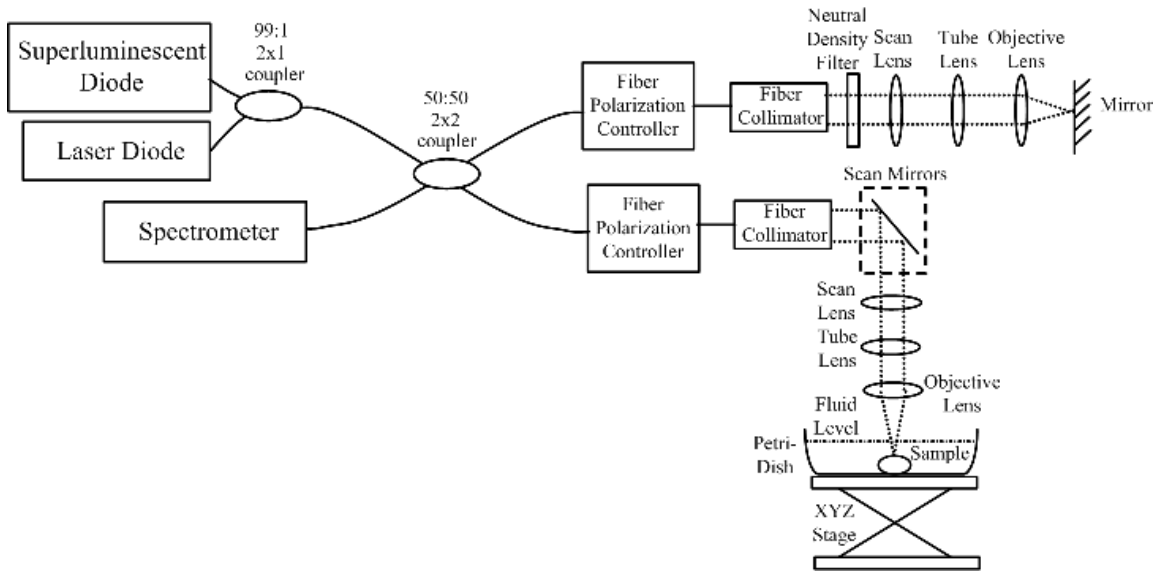 Superluminescent
Diode
99:1
2x1
coupler
Laser Diode
50:50
2x2
coupler
Spectrometer
Fiber
Polarization
Controller
Fiber
Collimator
Neutral
Density
Filter
Scan
Lens
Tube
Lens
Objective
Lens
Mirror
Fiber
Polarization
Controller
Fiber
Collimator
Scan Mirrors
Scan
Lens
Tube
Lens
Objective
Lens
Fluid
Level
Petri-
Dish
Sample
XYZ
Stage